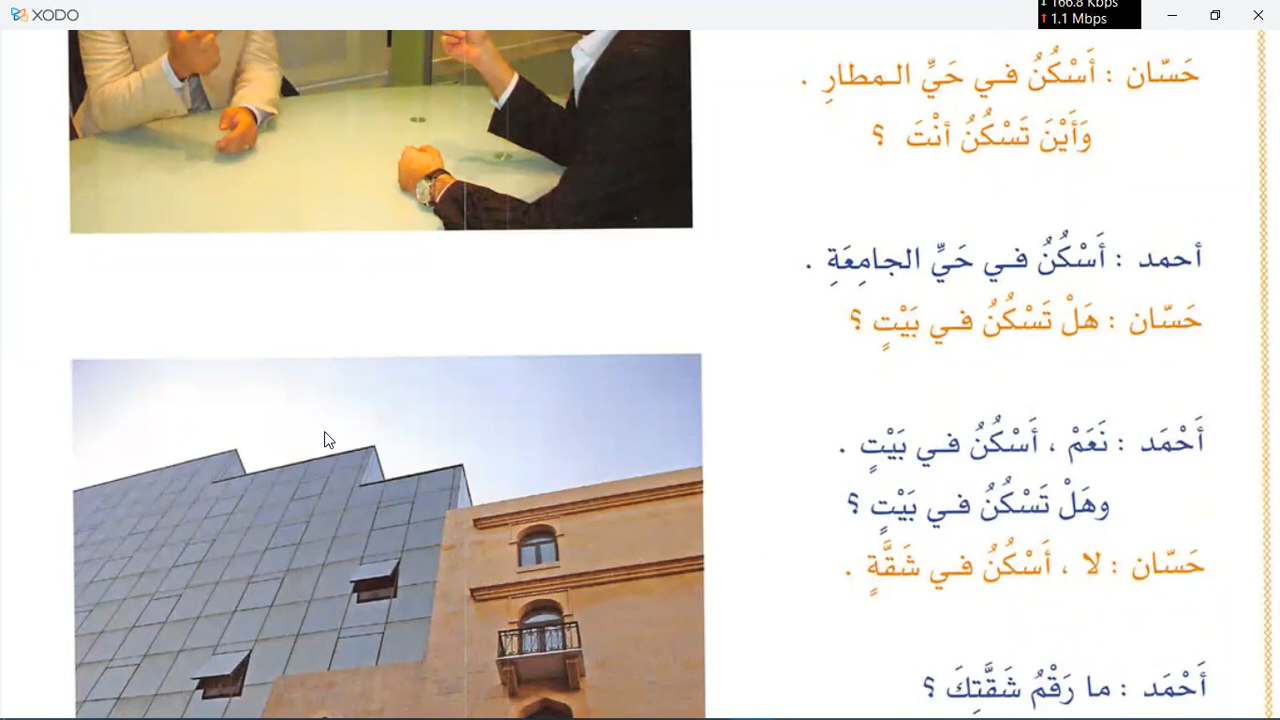 XODO
166.8 Kbps
1.1 Mbps
حَسّان : أَسْكُنُ فـي حَيِّ الـمطارِ .
وَأَيْنَ تَسْكُنُ أنْتَ ؟
أحمد : أَسْكُنُ فـي حَيِّ الجامِعَةِ .
حَسّان : هَلْ تَسْكُنُ فـي بَيْتٍ ؟
أَحْمَد : نَعَمْ ، أَسْكُنُ فـي بَيْتٍ .
وهَلْ تَسْكُنُ فـي بَيْتٍ ؟
حَسّان : لا ، أَسْكُنُ فـي شَقَّةٍ .
أَحْمَد : ما رَقْمُ شَقَّتِكَ ؟